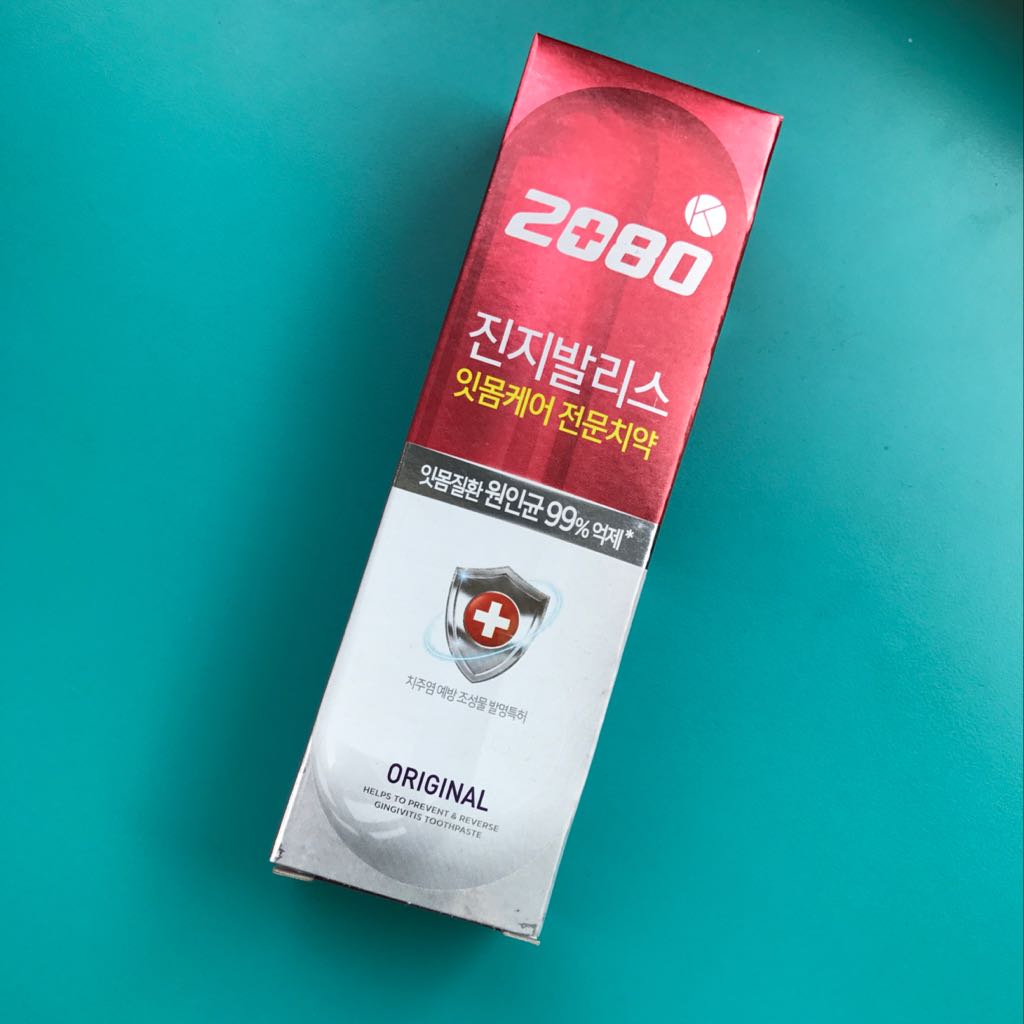 2080
K
진지발리스
잇몸케어 전문치약
잇몸질환 원인균 99% 억제*
치주염 예방 조성물 발명특허
ORIGINAL
HELPS TO PREVENT & REVERSE
GINGIVITIS TOOTHPASTE